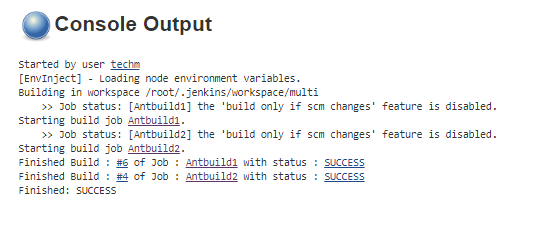 Console Output
Started by user techm
[EnvInject] - Loading node environment variables.
Building in workspace /root/.jenkins/workspace/multi
>> Job status: [Antbuild1] the 'build only if scm changes' feature is disabled.
Starting build job Antbuild1.
>> Job status: [Antbuild2] the 'build only if scm changes' feature is disabled.
Starting build job Antbuild2.
Finished Build : #6 of Job : Antbuild1 with status : SUCCESS
Finished Build : #4 of Job : Antbuild2 with status : SUCCESS
Finished: SUCCESS